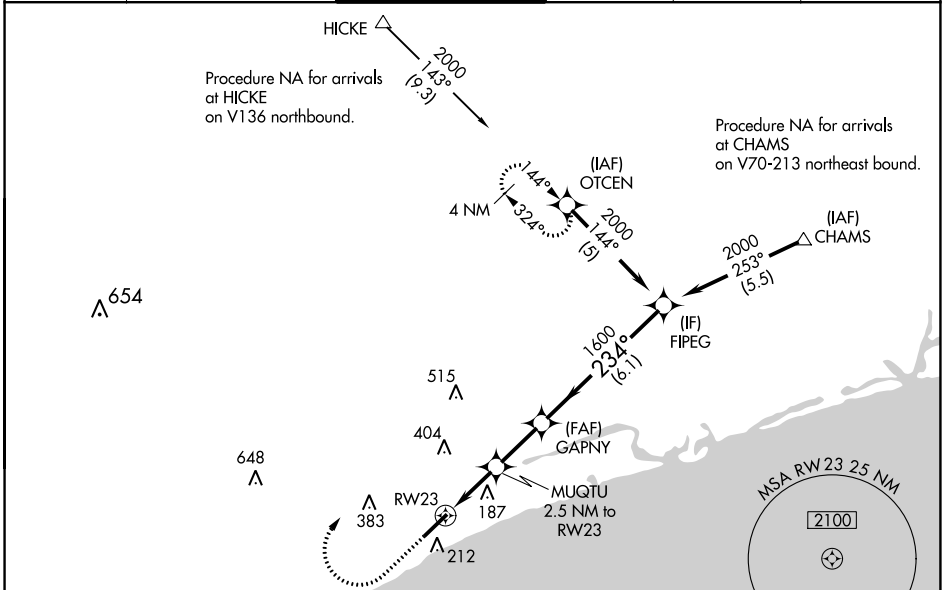 HICKE
2000
143°
(9.3)
Procedure NA for arrivals
at HICKE
on V136 northbound.
Procedure NA for arrivals
at CHAMS
on V70-213 northeast bound.
(IAF)
OTCEN
144°
324°
4 NM
2000
144°
(5)
(IAF)
CHAMS
2000
253°
(5.5)
(IF)
FIPEG
654
1600
234°
(6.1)
515
(FAF)
GAPNY
404
648
MUQTU
2.5 NM to
RW23
RW23
187
383
212
MSA RW23 25 NM
2100